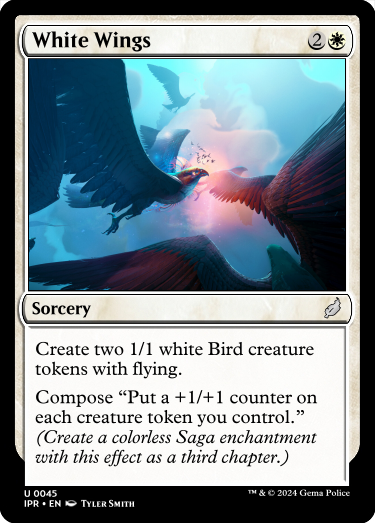 White Wings
2
Sorcery
Create two 1/1 white Bird creature
tokens with flying.
Compose “Put a +1/+1 counter on
each creature token you control.”
(Create a colorless Saga enchantment
with this effect as a third chapter.)
U 0045
IPR • EN Tyler Smith
™ & © 2024 Gema Police